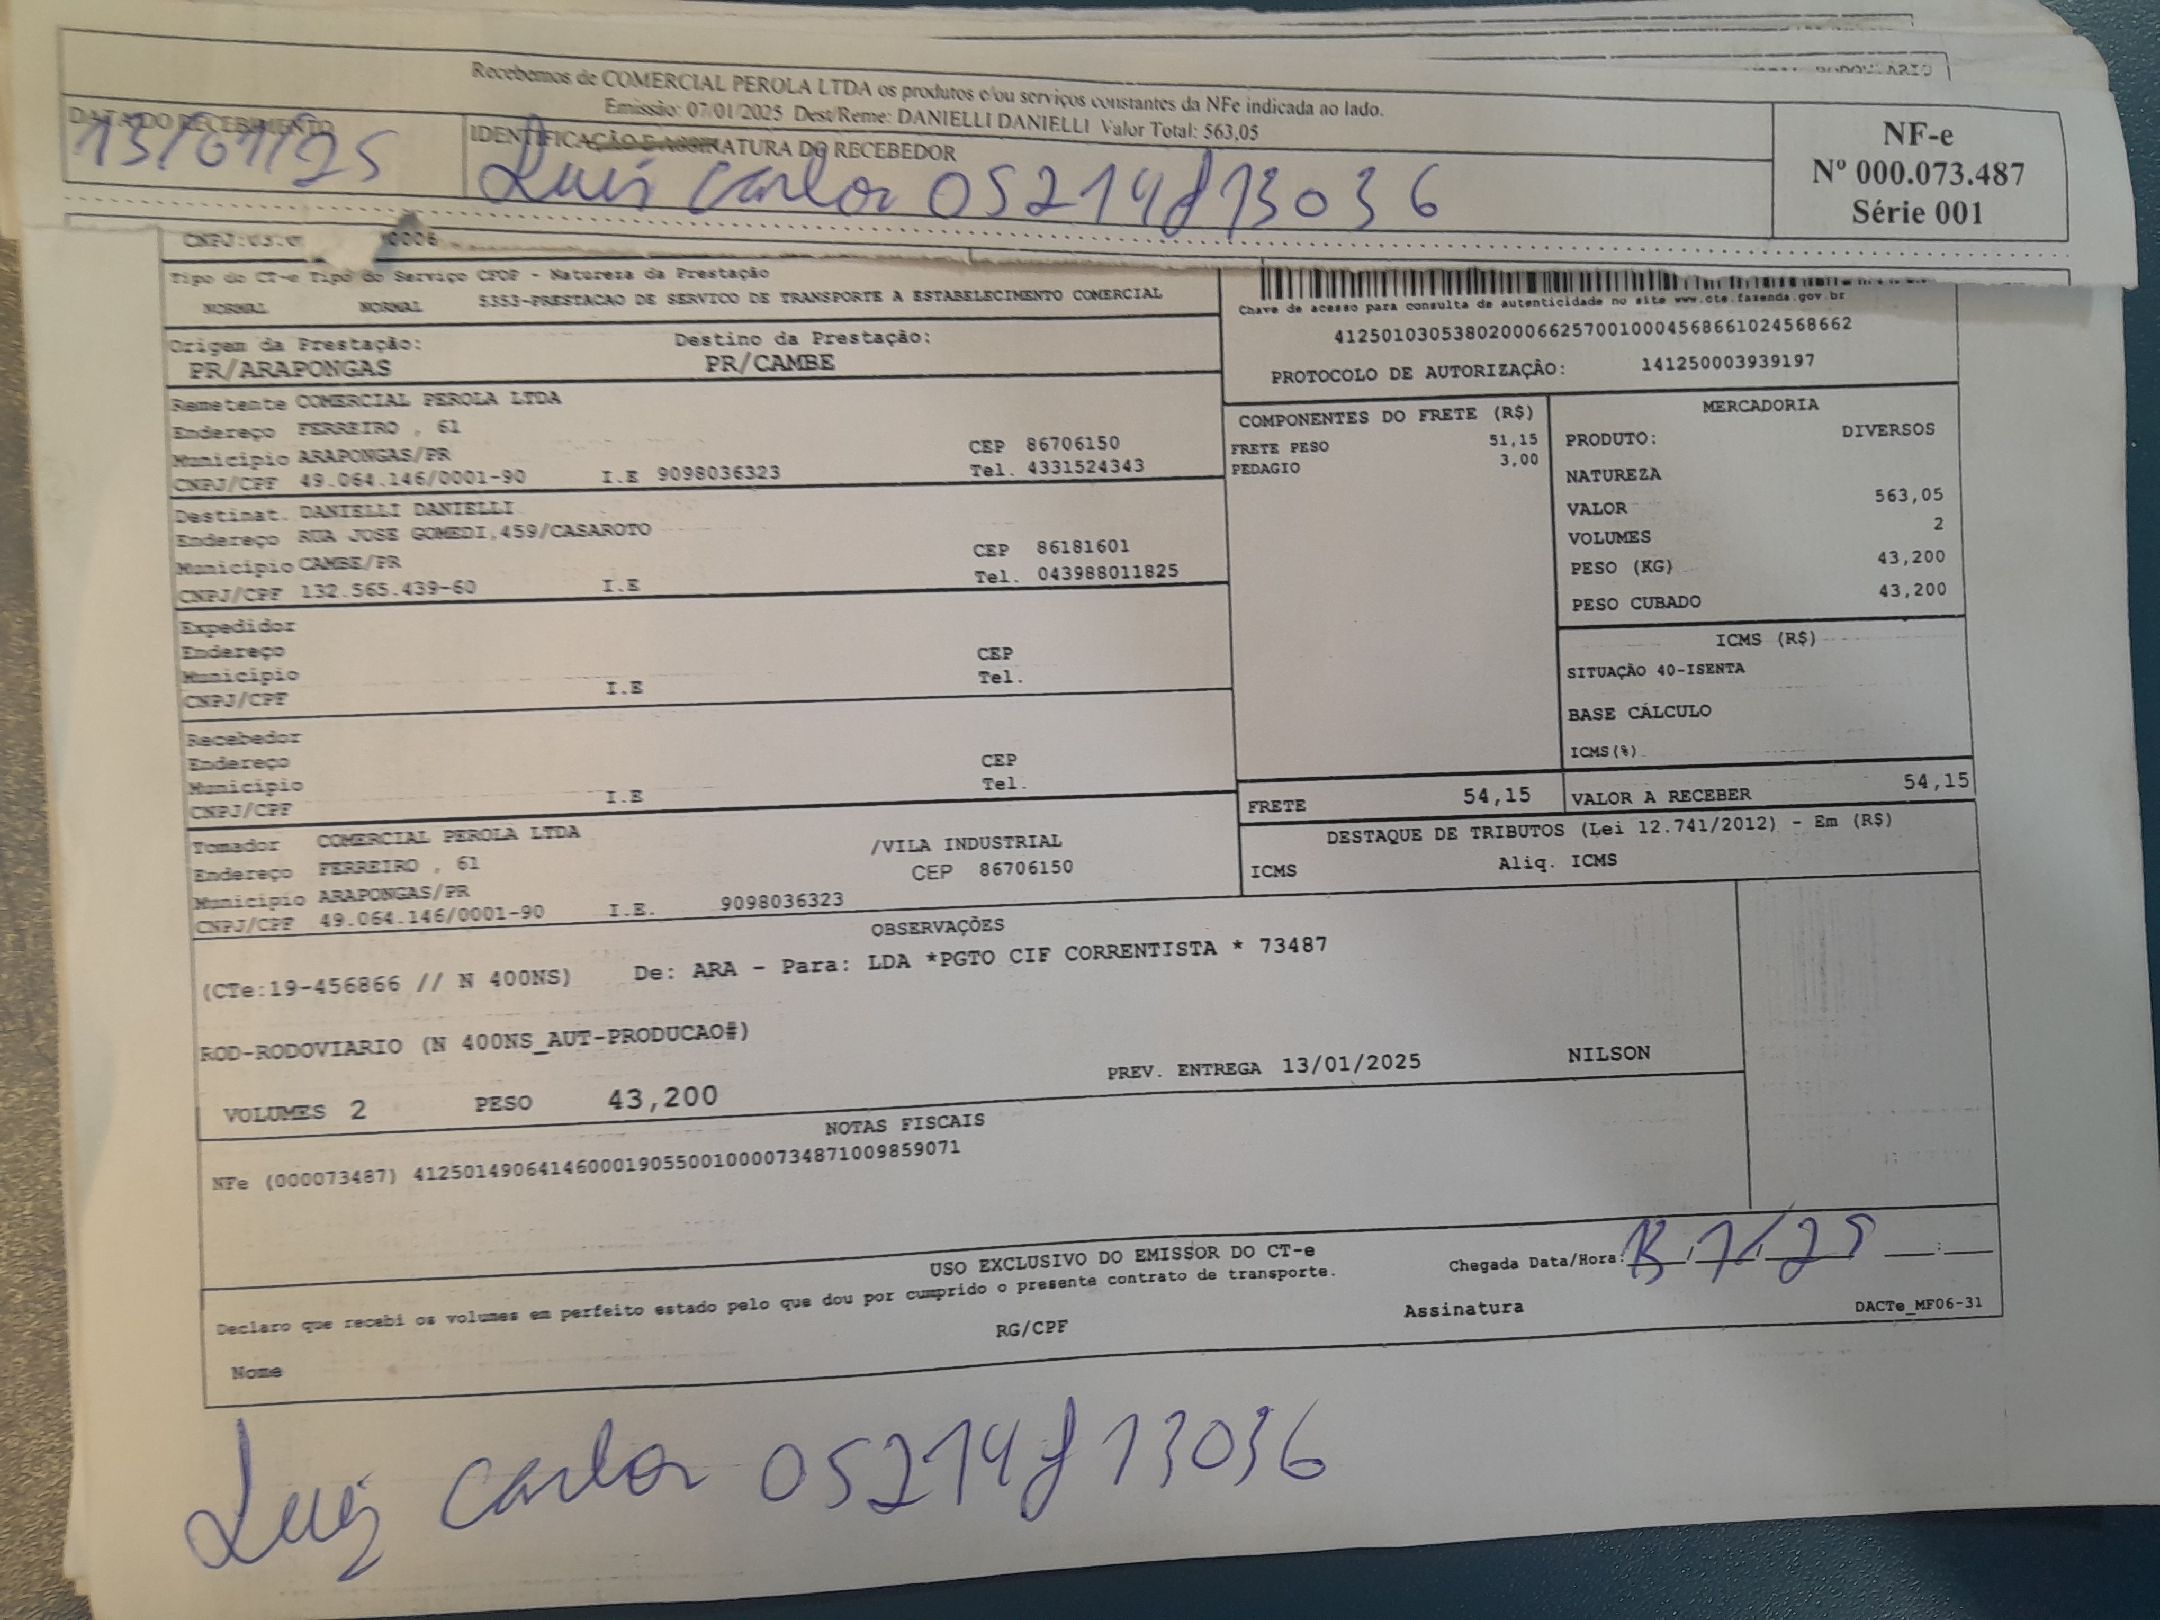 RODOVIÁRIO
Recebemos de COMERCIAL PEROLA LTDA os produtos e/ou serviços constantes da NFe indicada ao lado.
Emissão: 07/01/2025 Dest/Reme: DANIELLI DANIELLI Valor Total: 563,05
DATA DO RECEBIMENTO
13/01/25
IDENTIFICAÇÃO E ASSINATURA DO RECEBEDOR
Luis Carlos
NF-e
Nº 000.073.487
Série 001
Tipo do CT-e Tipo do Serviço CFOP - Natureza da Prestação
NORMAL NORMAL 5353-PRESTACAO DE SERVICO DE TRANSPORTE A ESTABELECIMENTO COMERCIAL
Origem da Prestação: Destino da Prestação:
PR/ARAPONGAS PR/CAMBE
Chave de acesso para consulta de autenticidade no site www.cte.fazenda.gov.br
41250103053802000662570010004568661024568662
PROTOCOLO DE AUTORIZAÇÃO: 141250003939197
Remetente COMERCIAL PEROLA LTDA
Endereço FERREIRO , 61
Município ARAPONGAS/PR CEP 86706150
CNPJ/CPF 49.064.146/0001-90 I.E 9098036323 Tel. 4331524343
Destinat. DANIELLI DANIELLI
Endereço RUA JOSE GOMEDI,459/CASAROTO
Município CAMBE/PR CEP 86181601
CNPJ/CPF 132.565.439-60 I.E Tel. 043988011825
Expedidor
Endereço
Município CEP
CNPJ/CPF I.E Tel.
Recebedor
Endereço
Município CEP
CNPJ/CPF I.E Tel.
Tomador COMERCIAL PEROLA LTDA /VILA INDUSTRIAL
Endereço FERREIRO , 61 CEP 86706150
Município ARAPONGAS/PR
CNPJ/CPF 49.064.146/0001-90 I.E. 9098036323
COMPONENTES DO FRETE (R$)
FRETE PESO 51,15
PEDAGIO 3,00
MERCADORIA
PRODUTO: DIVERSOS
NATUREZA
VALOR 563,05
VOLUMES 2
PESO (KG) 43,200
PESO CUBADO 43,200
ICMS (R$)
SITUAÇÃO 40-ISENTA
BASE CÁLCULO
ICMS(%)
FRETE 54,15 VALOR A RECEBER 54,15
DESTAQUE DE TRIBUTOS (Lei 12.741/2012) - Em (R$)
ICMS Aliq. ICMS
OBSERVAÇÕES
(CTe:19-456866 // N 400NS) De: ARA - Para: LDA *PGTO CIF CORRENTISTA * 73487
ROD-RODOVIARIO (N 400NS_AUT-PRODUCAO#)
PREV. ENTREGA 13/01/2025 NILSON
VOLUMES 2 PESO 43,200
NOTAS FISCAIS
NFe (000073487) 41250149064146000190550010000734871009859071
USO EXCLUSIVO DO EMISSOR DO CT-e
Declaro que recebi os volumes em perfeito estado pelo que dou por cumprido o presente contrato de transporte.
Chegada Data/Hora: 13/1/25
Nome RG/CPF Assinatura DACTe_MF06-31
Luis Carlos